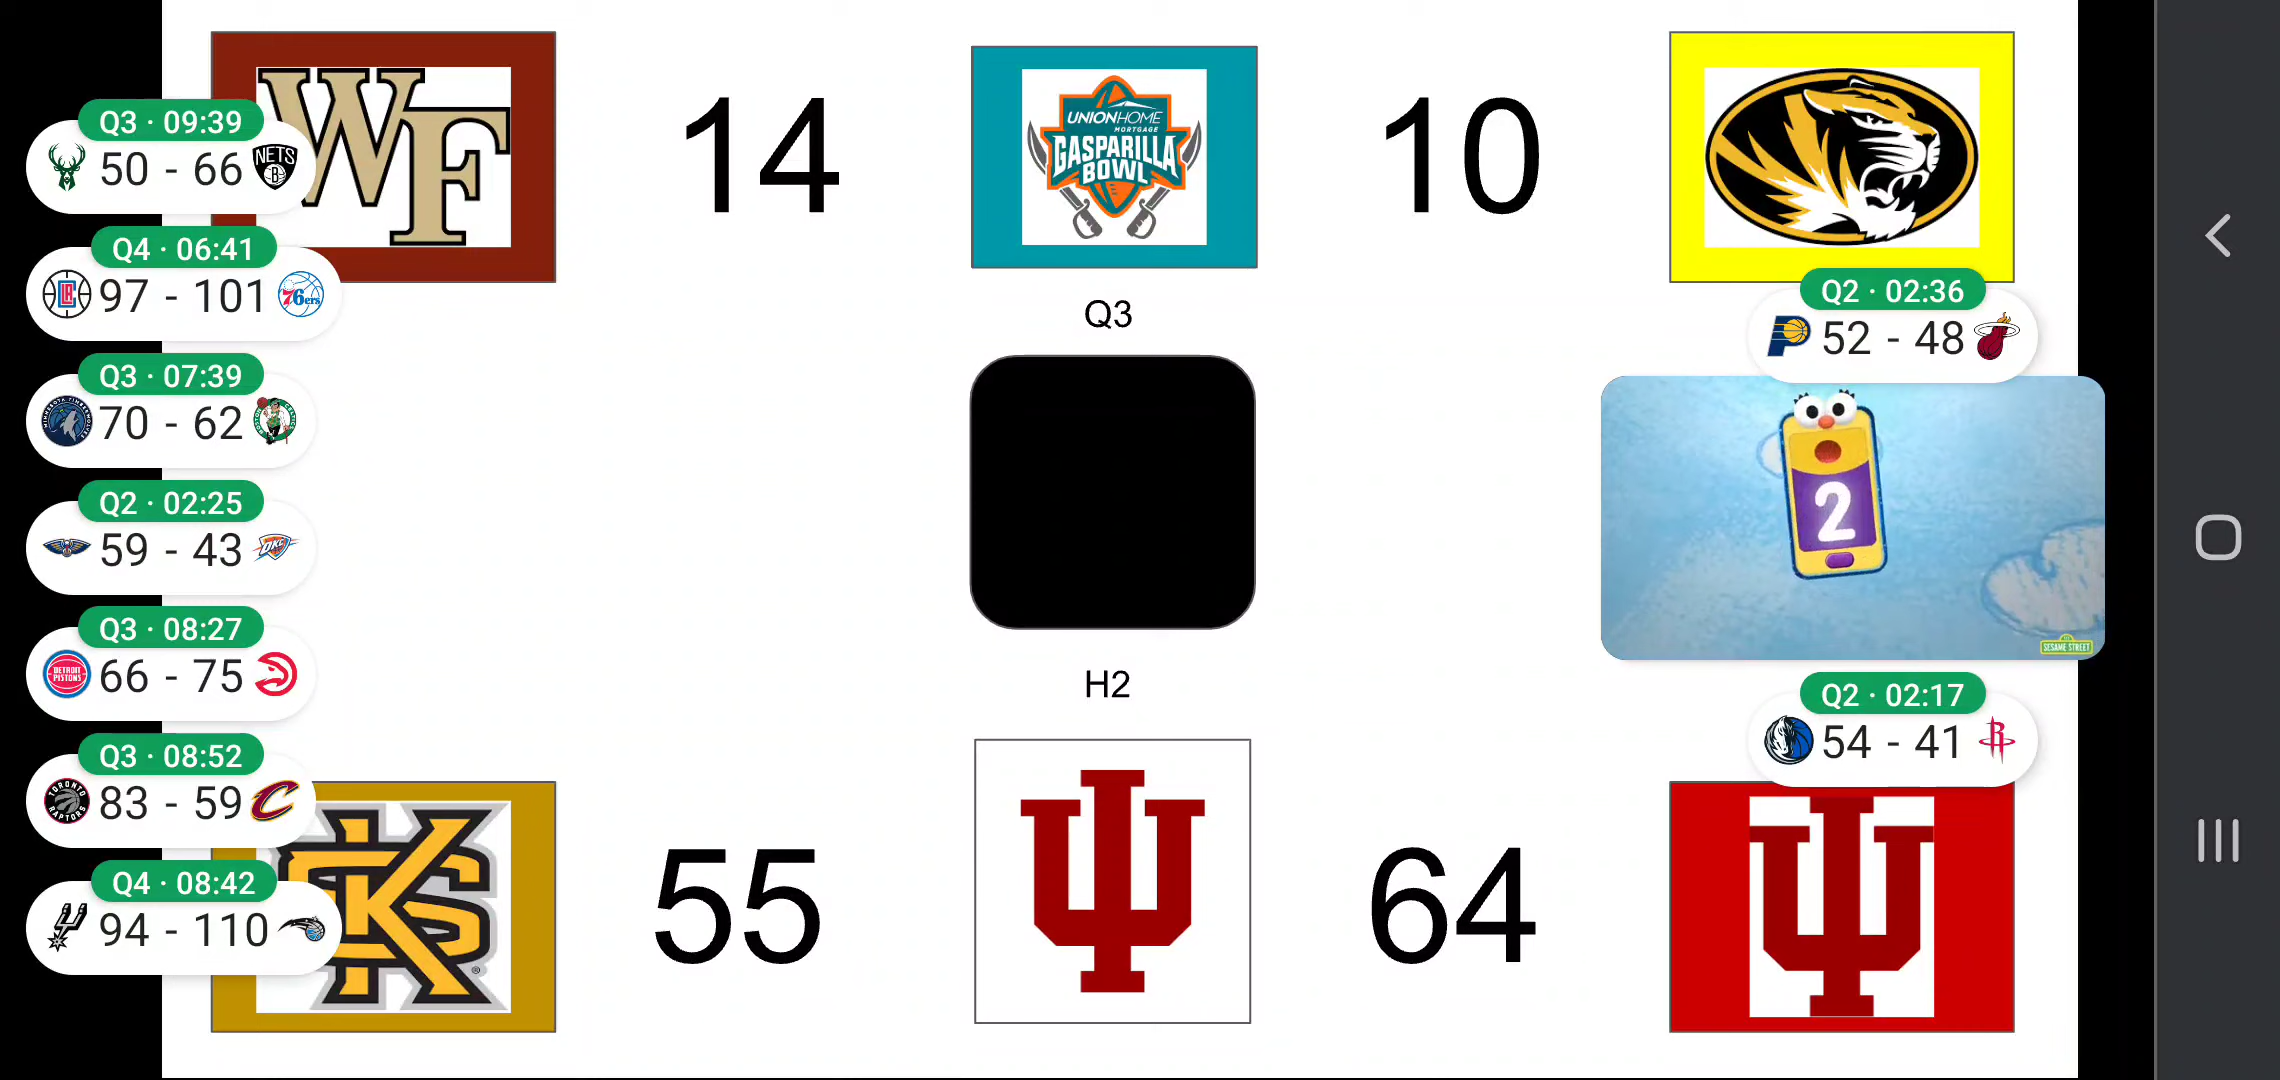 WF
14
UNION HOME
MORTGAGE
GASPARILLA
BOWL
10
Q3 · 09:39
50 - 66
NETS
B
Q4 · 06:41
97 - 101
76ers
Q3
Q2 · 02:36
52 - 48
Q3 · 07:39
70 - 62
2
Q2 · 02:25
59 - 43
OKC
SESAME STREET
Q3 · 08:27
DETROIT
PISTONS
66 - 75
H2
Q2 · 02:17
54 - 41
R
Q3 · 08:52
TORONTO
RAPTORS
83 - 59
C
Q4 · 08:42
94 - 110
KS
®
55
64